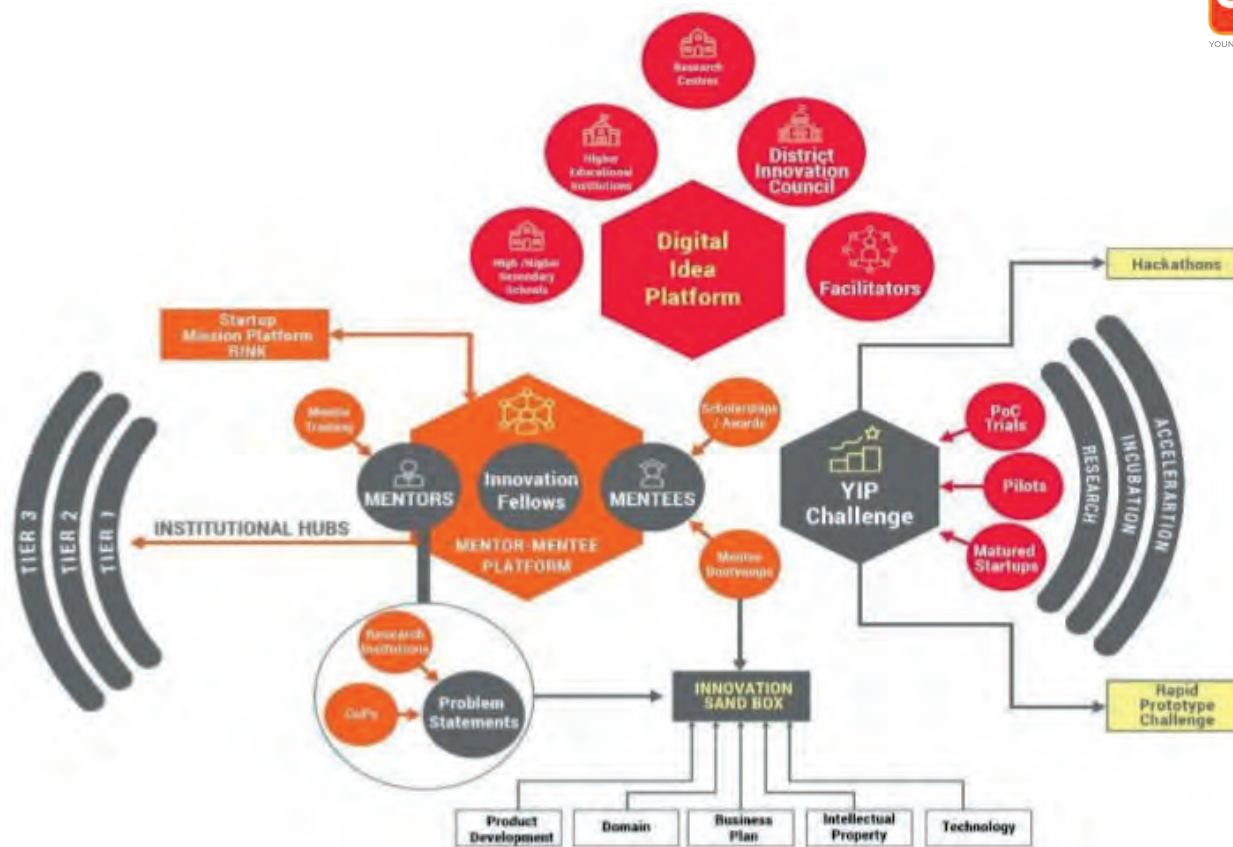 YOUN
Research
Centres
Higher
Educational
Institutions
District
Innovation
Council
High /Higher
Secondary
Schools
Digital
Idea
Platform
Facilitators
Hackathons
Startup
Mission Platform
RINK
Mentor
Training
Scholerships
/ Awards
MENTORS
Innovation
Fellows
MENTEES
MENTOR-MENTEE
PLATFORM
YIP
Challenge
PoC
Trials
Pilots
Matured
Startups
RESEARCH
INCUBATION
ACCELERARTION
TIER 3
TIER 2
TIER 1
INSTITUTIONAL HUBS
Mentee
Bootcamps
Research
Institutions
Problem
Statements
INNOVATION
SAND BOX
Rapid
Prototype
Challenge
Product
Development
Domain
Business
Plan
Intellectual
Property
Technology